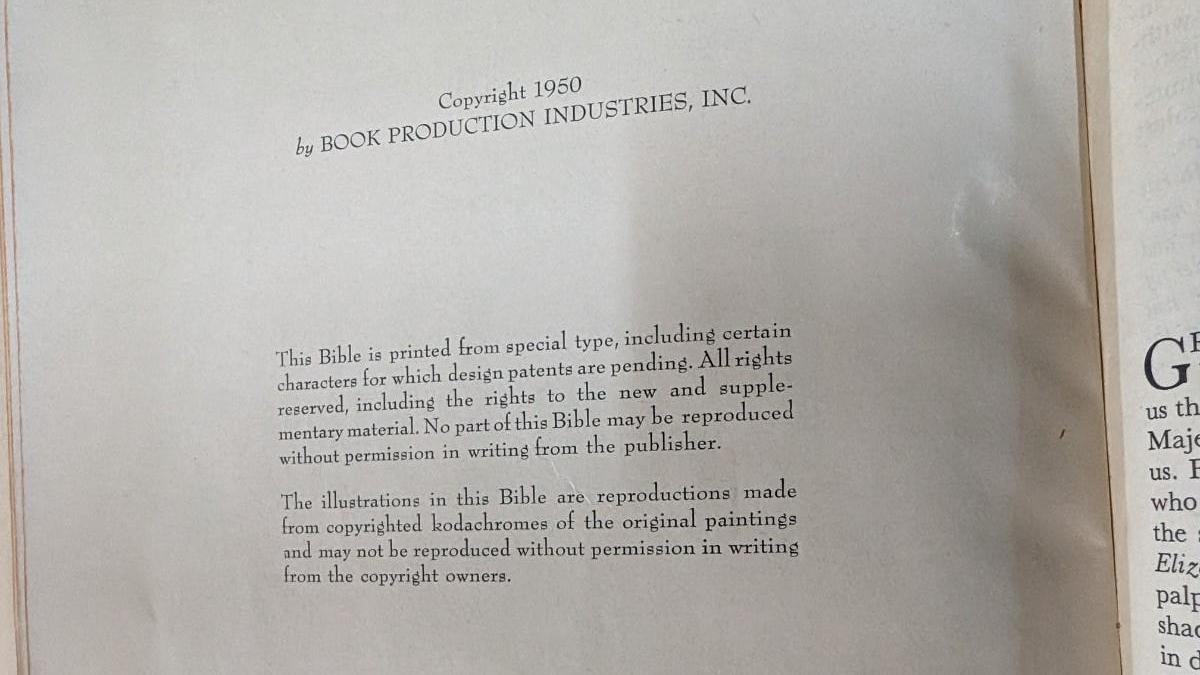 Copyright 1950
by BOOK PRODUCTION INDUSTRIES, INC.
This Bible is printed from special type, including certain
characters for which design patents are pending. All rights
reserved, including the rights to the new and supple-
mentary material. No part of this Bible may be reproduced
without permission in writing from the publisher.
The illustrations in this Bible are reproductions made
from copyrighted kodachromes of the original paintings
and may not be reproduced without permission in writing
from the copyright owners.
us th
Maje
us.
who
the
Eliz
palp
shad
in d